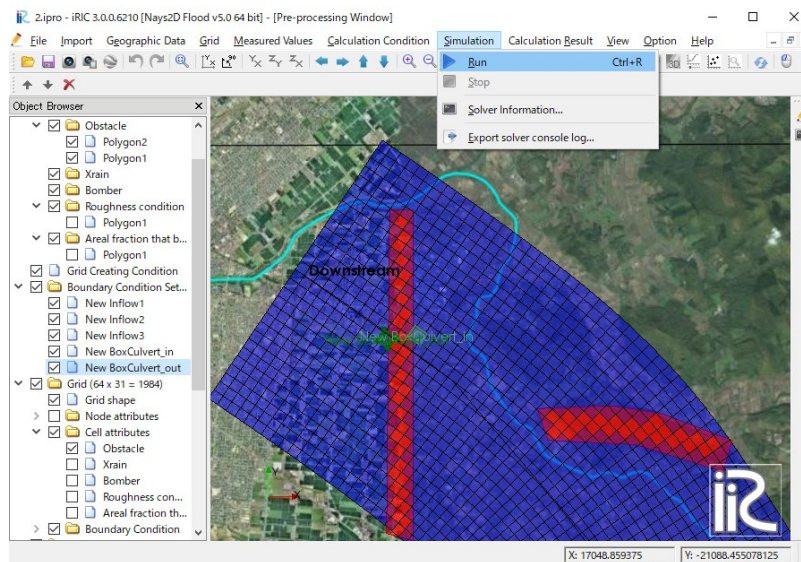 2.ipro - iRIC 3.0.0.6210 [Nays2D Flood v5.0 64 bit] - [Pre-processing Window]
File Import Geographic Data Grid Measured Values Calculation Condition Simulation Calculation Result View Option Help
Run Ctrl+R
Stop
Solver Information...
Export solver console log...
Object Browser
Obstacle
Polygon2
Polygon1
Xrain
Bomber
Roughness condition
Polygon1
Areal fraction that b...
Polygon1
Grid Creating Condition
Boundary Condition Set...
New Inflow1
New Inflow2
New Inflow3
New BoxCulvert_in
New BoxCulvert_out
Grid (64 x 31 = 1984)
Grid shape
Node attributes
Cell attributes
Obstacle
Xrain
Bomber
Roughness con...
Areal fraction th...
Boundary Condition
Downstream
New BoxCulvert_in
Y
X
iRIC
X: 17048.859375
Y: -21088.455078125